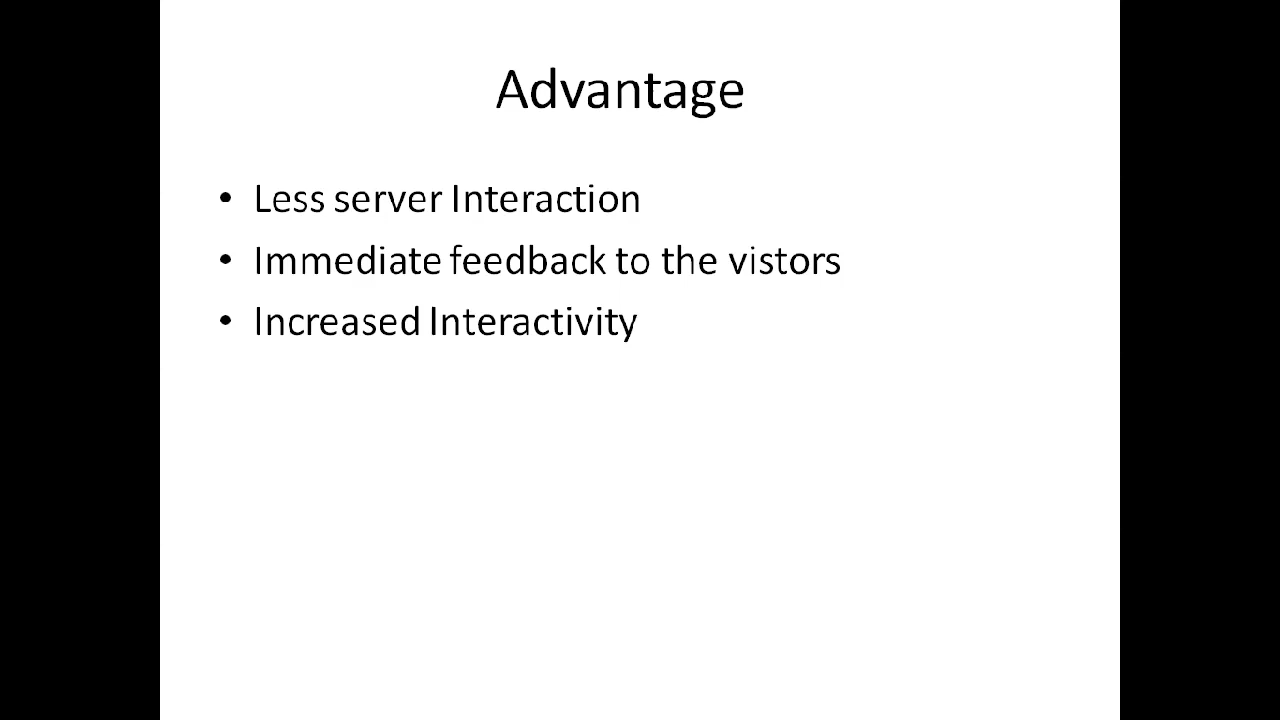 Advantage
• Less server Interaction
• Immediate feedback to the vistors
• Increased Interactivity